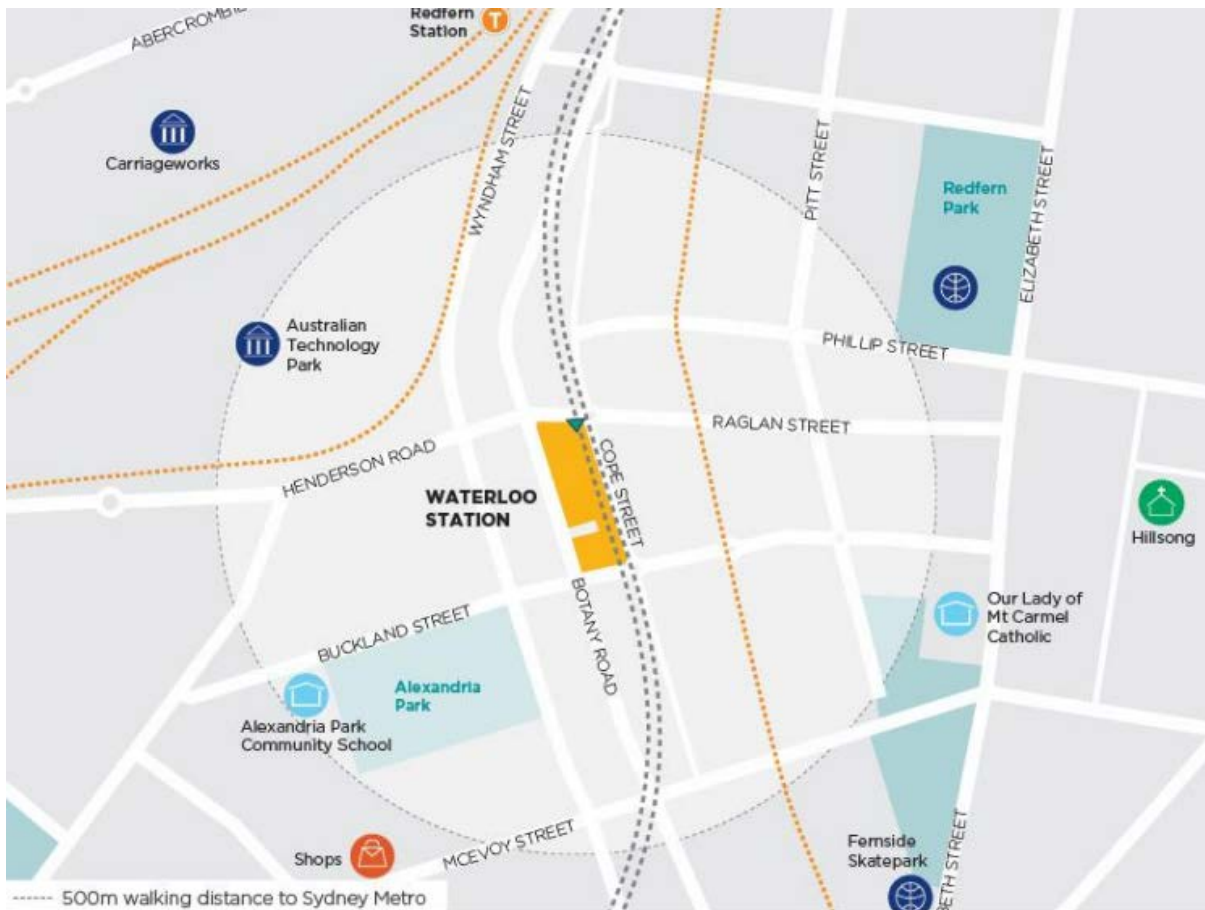 Redfern
Station
T
ABERCROMBIE
Carriageworks
WYNDHAM STREET
PITT STREET
Redfern
Park
ELIZABETH STREET
Australian
Technology
Park
PHILLIP STREET
RAGLAN STREET
HENDERSON ROAD
COPE STREET
WATERLOO
STATION
Hillsong
BOTANY ROAD
Our Lady of
Mt Carmel
Catholic
BUCKLAND STREET
Alexandria
Park
Alexandria Park
Community School
MCEVOY STREET
Shops
Fernside
Skatepark
BETH STREET
500m walking distance to Sydney Metro